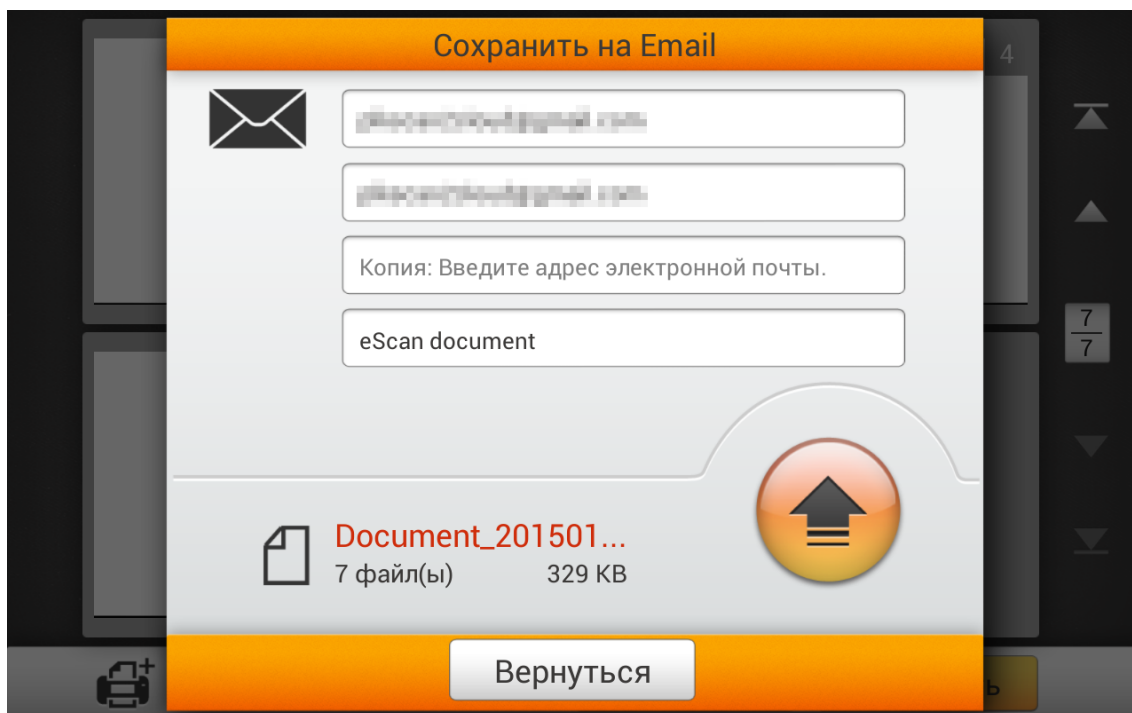 Сохранить на Email
4
Копия: Введите адрес электронной почты.
eScan document
7
7
Document_201501...
7 файл(ы) 329 KB
Вернуться
ь